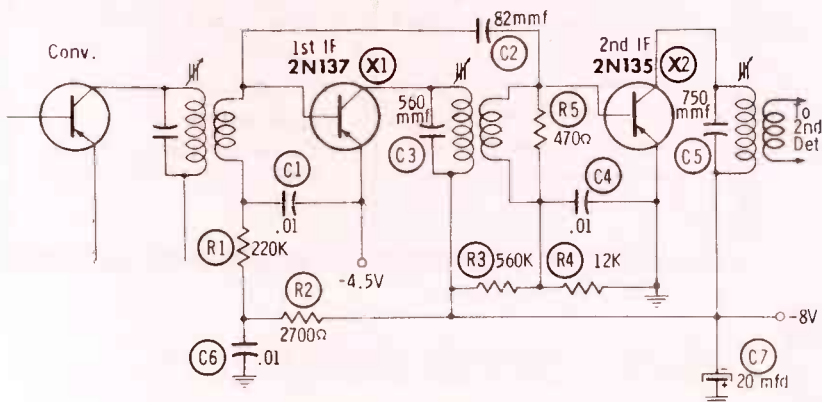 82mmf
C2
Conv.
1st IF
2N137
X1
2nd IF
2N135
X2
560
mmf
C3
R5
470Ω
750
mmf
C5
To
2nd
Det
C1
.01
C4
.01
R1
220K
-4.5V
R3
560K
R4
12K
R2
2700Ω
-8V
C6
.01
C7
+
20 mfd